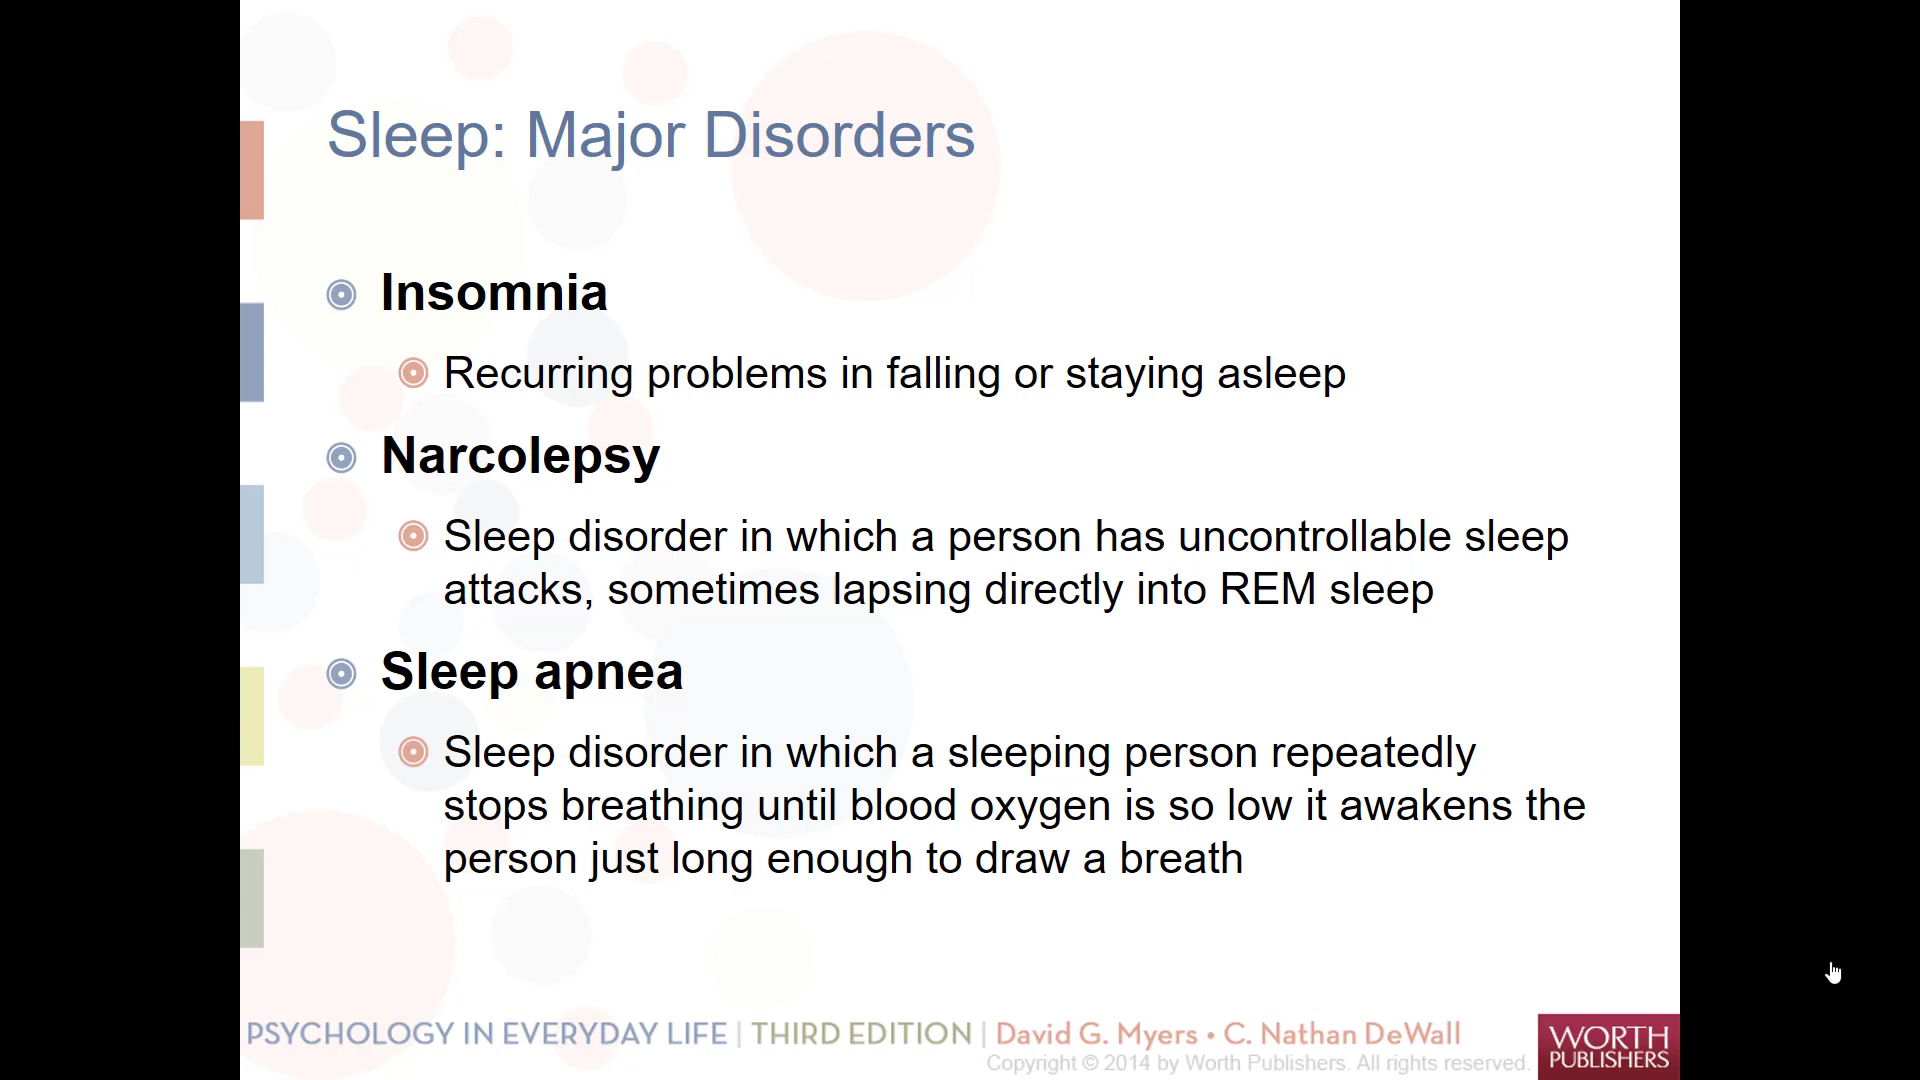 Sleep: Major Disorders
Insomnia
Recurring problems in falling or staying asleep
Narcolepsy
Sleep disorder in which a person has uncontrollable sleep
attacks, sometimes lapsing directly into REM sleep
Sleep apnea
Sleep disorder in which a sleeping person repeatedly
stops breathing until blood oxygen is so low it awakens the
person just long enough to draw a breath
PSYCHOLOGY IN EVERYDAY LIFE | THIRD EDITION | David G. Myers • C. Nathan DeWall
Copyright © 2014 by Worth Publishers. All rights reserved.
WORTH
PUBLISHERS